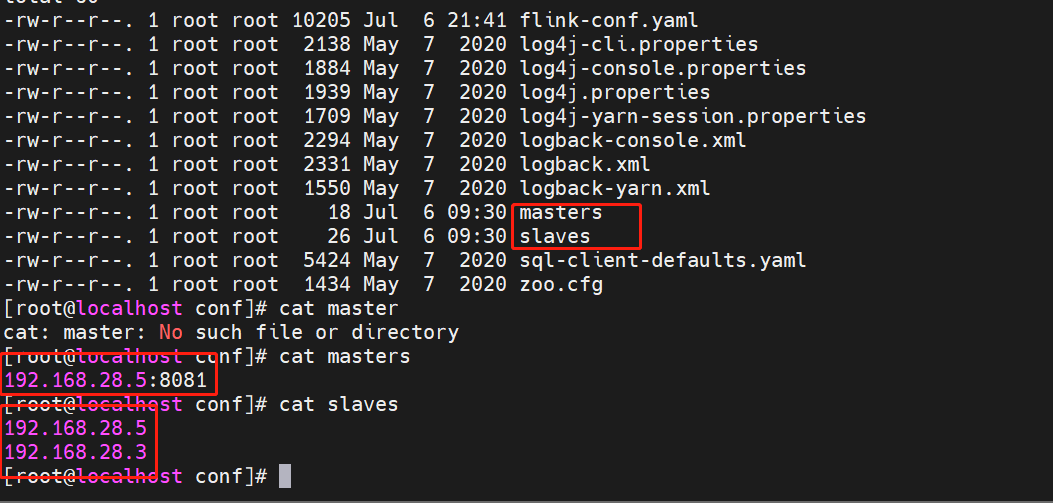 -rw-r--r--. 1 root root 10205 Jul  6 21:41 flink-conf.yaml
-rw-r--r--. 1 root root  2138 May  7  2020 log4j-cli.properties
-rw-r--r--. 1 root root  1884 May  7  2020 log4j-console.properties
-rw-r--r--. 1 root root  1939 May  7  2020 log4j.properties
-rw-r--r--. 1 root root  1709 May  7  2020 log4j-yarn-session.properties
-rw-r--r--. 1 root root  2294 May  7  2020 logback-console.xml
-rw-r--r--. 1 root root  2331 May  7  2020 logback.xml
-rw-r--r--. 1 root root  1550 May  7  2020 logback-yarn.xml
-rw-r--r--. 1 root root    18 Jul  6 09:30 masters
-rw-r--r--. 1 root root    26 Jul  6 09:30 slaves
-rw-r--r--. 1 root root  5424 May  7  2020 sql-client-defaults.yaml
-rw-r--r--. 1 root root  1434 May  7  2020 zoo.cfg
[root@localhost conf]# cat master
cat: master: No such file or directory
[root@localhost conf]# cat masters
192.168.28.5:8081
[root@localhost conf]# cat slaves
192.168.28.5
192.168.28.3
[root@localhost conf]#